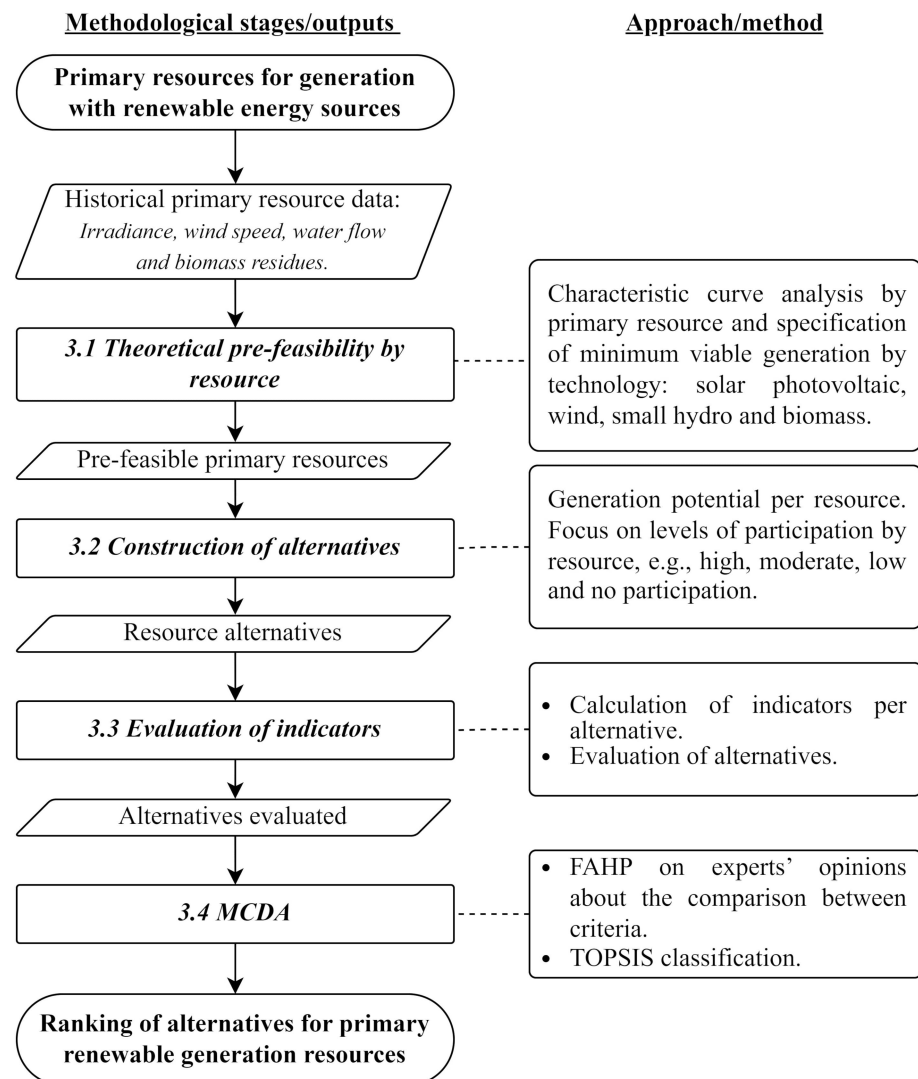 Methodological stages/outputs
Approach/method
Primary resources for generation
with renewable energy sources
Historical primary resource data:
Irradiance, wind speed, water flow
and biomass residues.
3.1 Theoretical pre-feasibility by
resource
Characteristic curve analysis by
primary resource and specification
of minimum viable generation by
technology: solar photovoltaic,
wind, small hydro and biomass.
Pre-feasible primary resources
3.2 Construction of alternatives
Generation potential per resource.
Focus on levels of participation by
resource, e.g., high, moderate, low
and no participation.
Resource alternatives
3.3 Evaluation of indicators
• Calculation of indicators per
alternative.
• Evaluation of alternatives.
Alternatives evaluated
3.4 MCDA
• FAHP on experts' opinions
about the comparison between
criteria.
• TOPSIS classification.
Ranking of alternatives for primary
renewable generation resources